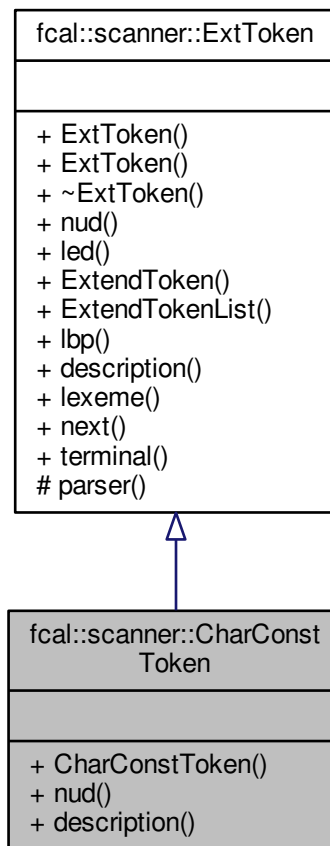 fcal::scanner::ExtToken
+ ExtToken()
+ ExtToken()
+ ~ExtToken()
+ nud()
+ led()
+ ExtendToken()
+ ExtendTokenList()
+ lbp()
+ description()
+ lexeme()
+ next()
+ terminal()
# parser()
fcal::scanner::CharConst
Token
+ CharConstToken()
+ nud()
+ description()